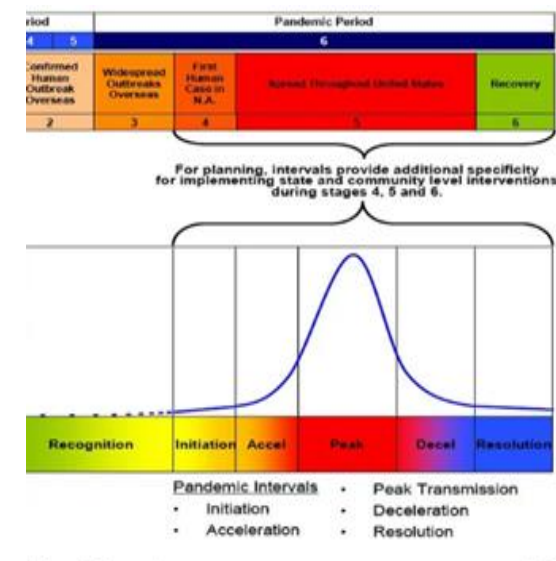 riod
Pandemic Period
4 5 6
Confirmed Human Outbreak Overseas
Widespread Outbreaks Overseas
First Human Case in N.A.
Spread Throughout United States
Recovery
2 3 4 5 6
For planning, intervals provide additional specificity
for implementing state and community level interventions
during stages 4, 5 and 6.
Recognition Initiation Accel Peak Decel Resolution
Pandemic Intervals
• Initiation
• Acceleration
• Peak Transmission
• Deceleration
• Resolution